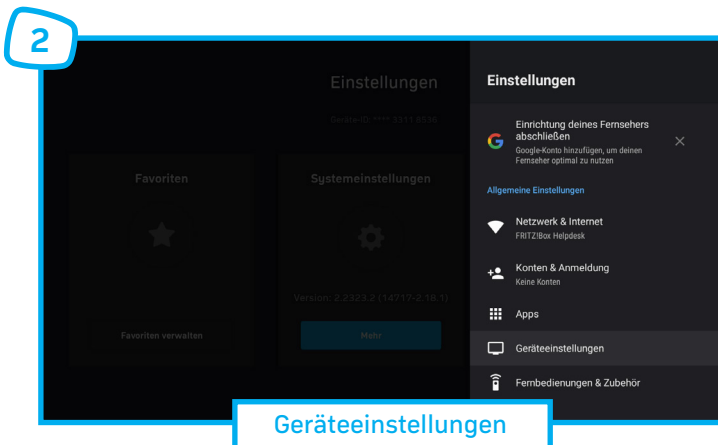 2
Einstellungen
Geräte-ID: **** 3311 8556
Favoriten
Favoriten verwalten
Systemeinstellungen
Version: 2.2323.2 (14717-2.18.1)
Mehr
Einstellungen
Einrichtung deines Fernsehers
abschließen
Google-Konto hinzufügen, um deinen
Fernseher optimal zu nutzen
Allgemeine Einstellungen
Netzwerk & Internet
FRITZ!Box Helpdesk
Konten & Anmeldung
Keine Konten
Apps
Geräteeinstellungen
Fernbedienungen & Zubehör
Geräteeinstellungen